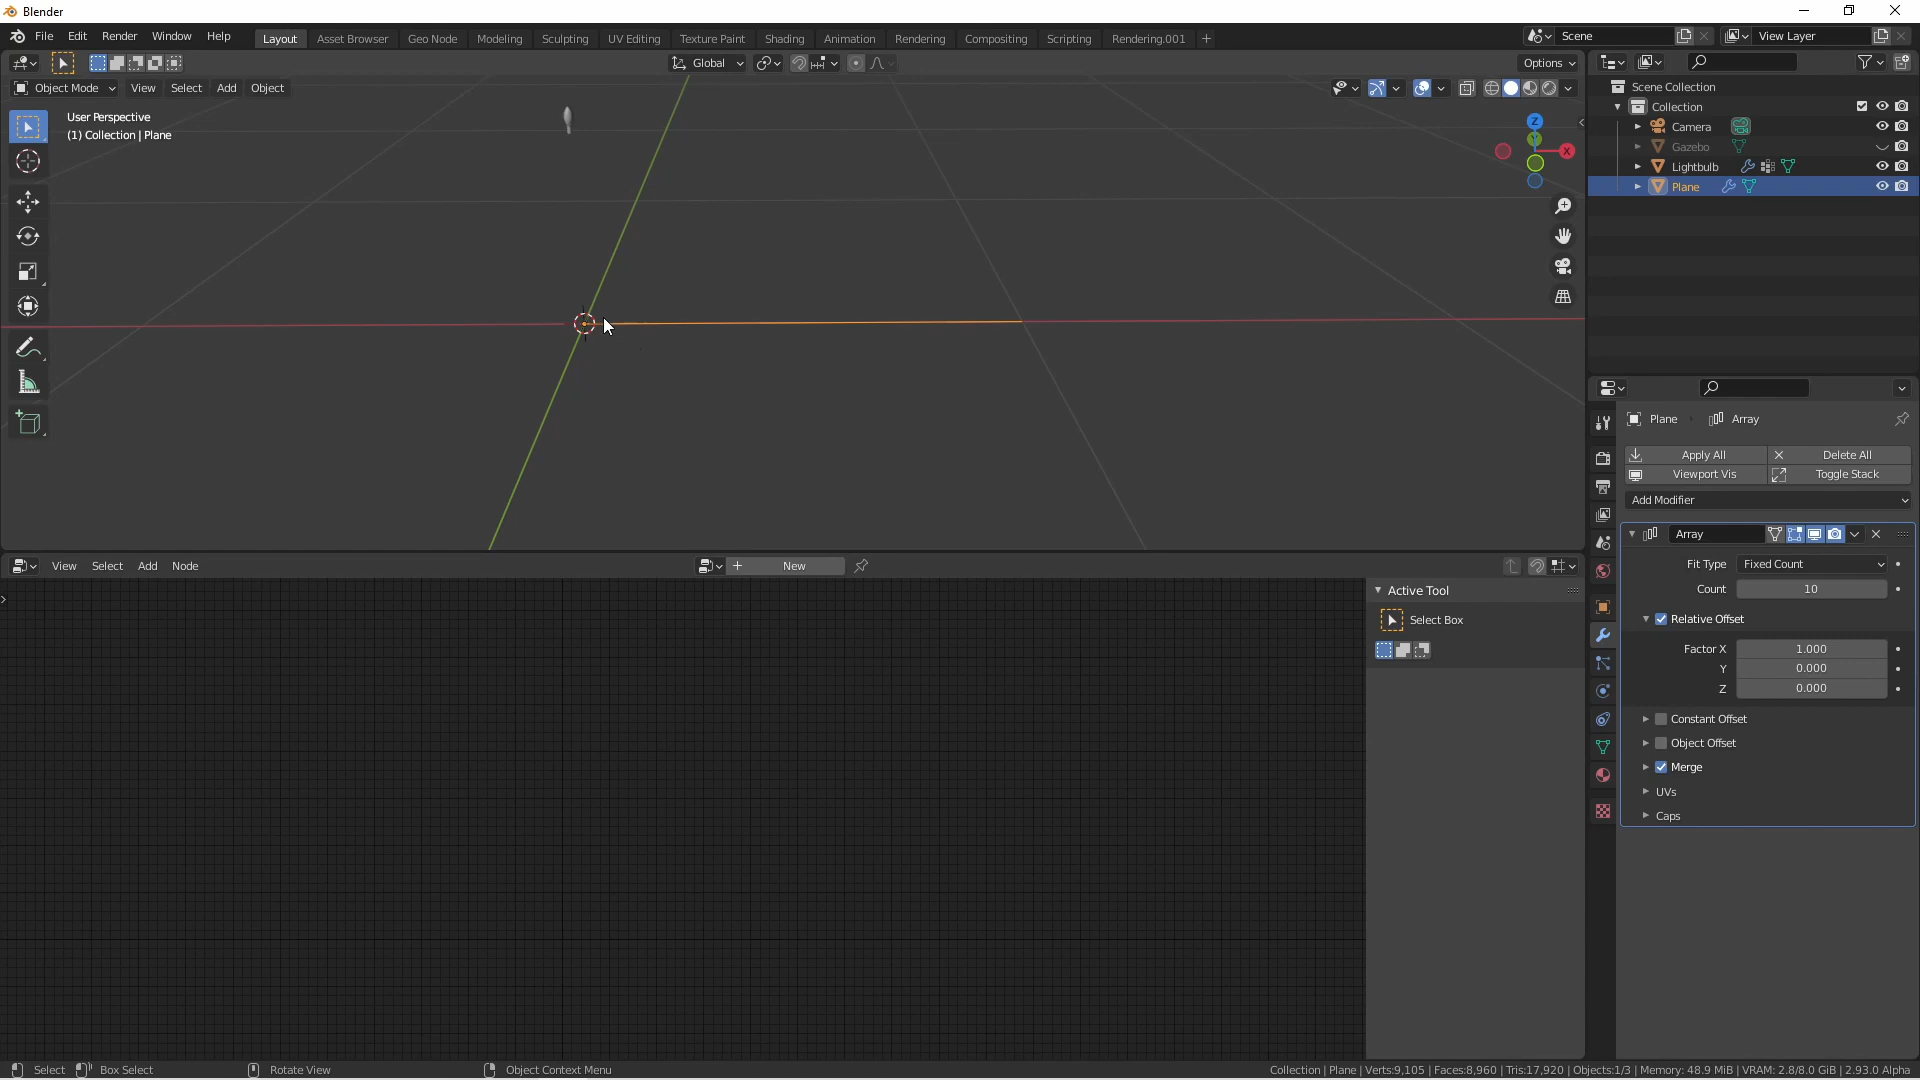 Blender
File Edit Render Window Help Layout Asset Browser Geo Node Modeling Sculpting UV Editing Texture Paint Shading Animation Rendering Compositing Scripting Rendering.001 + Scene View Layer
Global Options
Object Mode View Select Add Object
User Perspective
(1) Collection | Plane
Z
X
Scene Collection
Collection
Camera
Gazebo
Lightbulb
Plane
Plane Array
Apply All Delete All
Viewport Vis Toggle Stack
Add Modifier
Array
Fit Type Fixed Count
Count 10
Relative Offset
Factor X 1.000
Y 0.000
Z 0.000
Constant Offset
Object Offset
Merge
UVs
Caps
View Select Add Node New
Active Tool
Select Box
Select Box Select Rotate View Object Context Menu Collection | Plane | Verts:9,105 | Faces:8,960 | Tris:17,920 | Objects:1/3 | Memory: 48.9 MiB | VRAM: 2.8/8.0 GiB | 2.93.0 Alpha